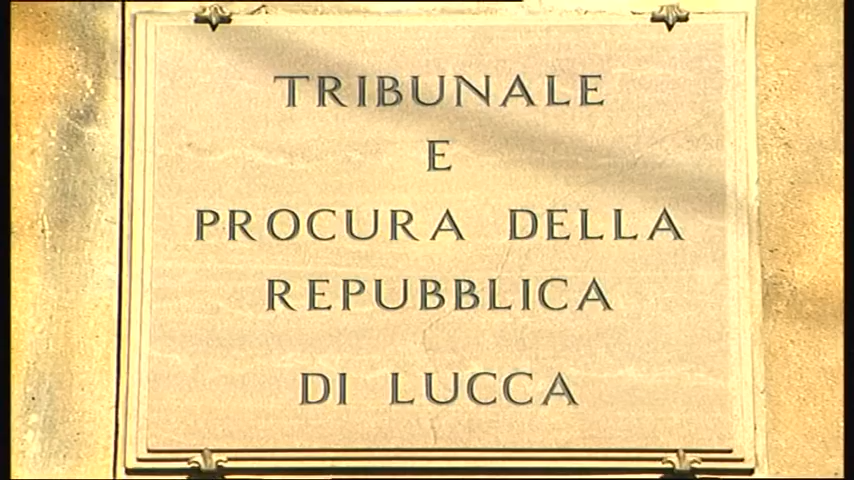 TRIBUNALE
E
PROCURA DELLA
REPUBBLICA
DI LUCCA